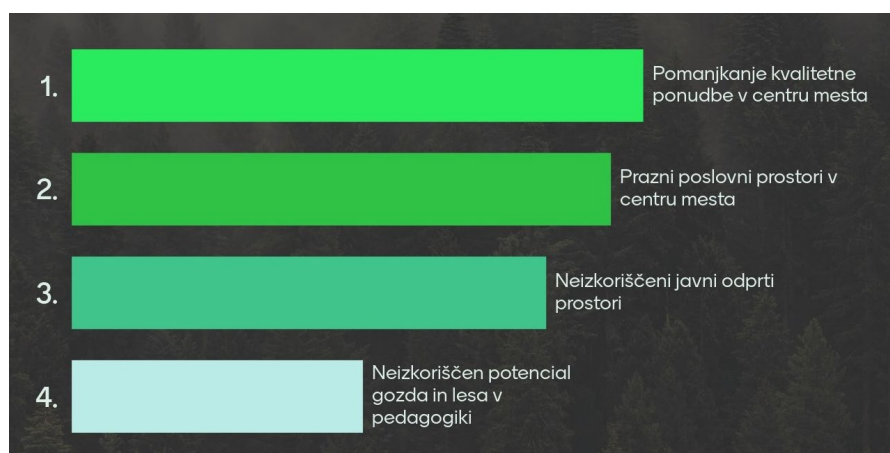 1.
Pomanjkanje kvalitetne
ponudbe v centru mesta
2.
Prazni poslovni prostori v
centru mesta
3.
Neizkoriščeni javni odprti
prostori
4.
Neizkoriščen potencial
gozda in lesa v
pedagogiki